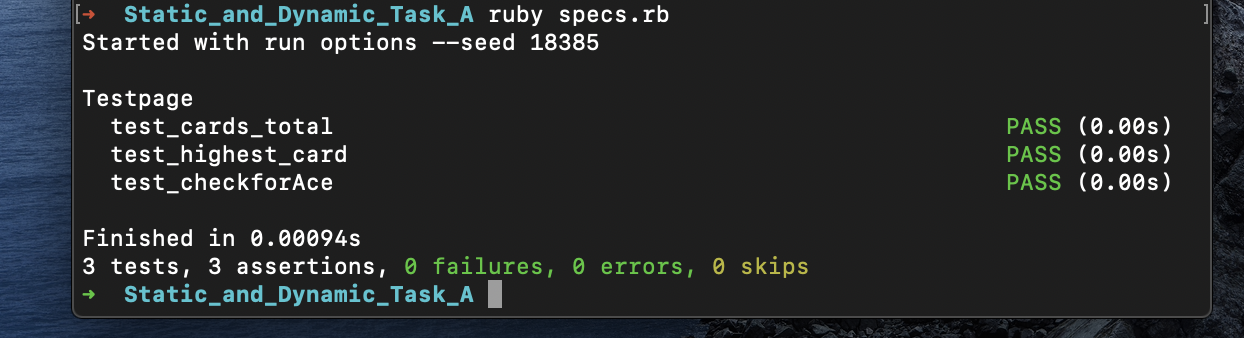 [➜ Static_and_Dynamic_Task_A ruby specs.rb ]
Started with run options --seed 18385
Testpage
test_cards_total PASS (0.00s)
test_highest_card PASS (0.00s)
test_checkforAce PASS (0.00s)
Finished in 0.00094s
3 tests, 3 assertions, 0 failures, 0 errors, 0 skips
➜ Static_and_Dynamic_Task_A